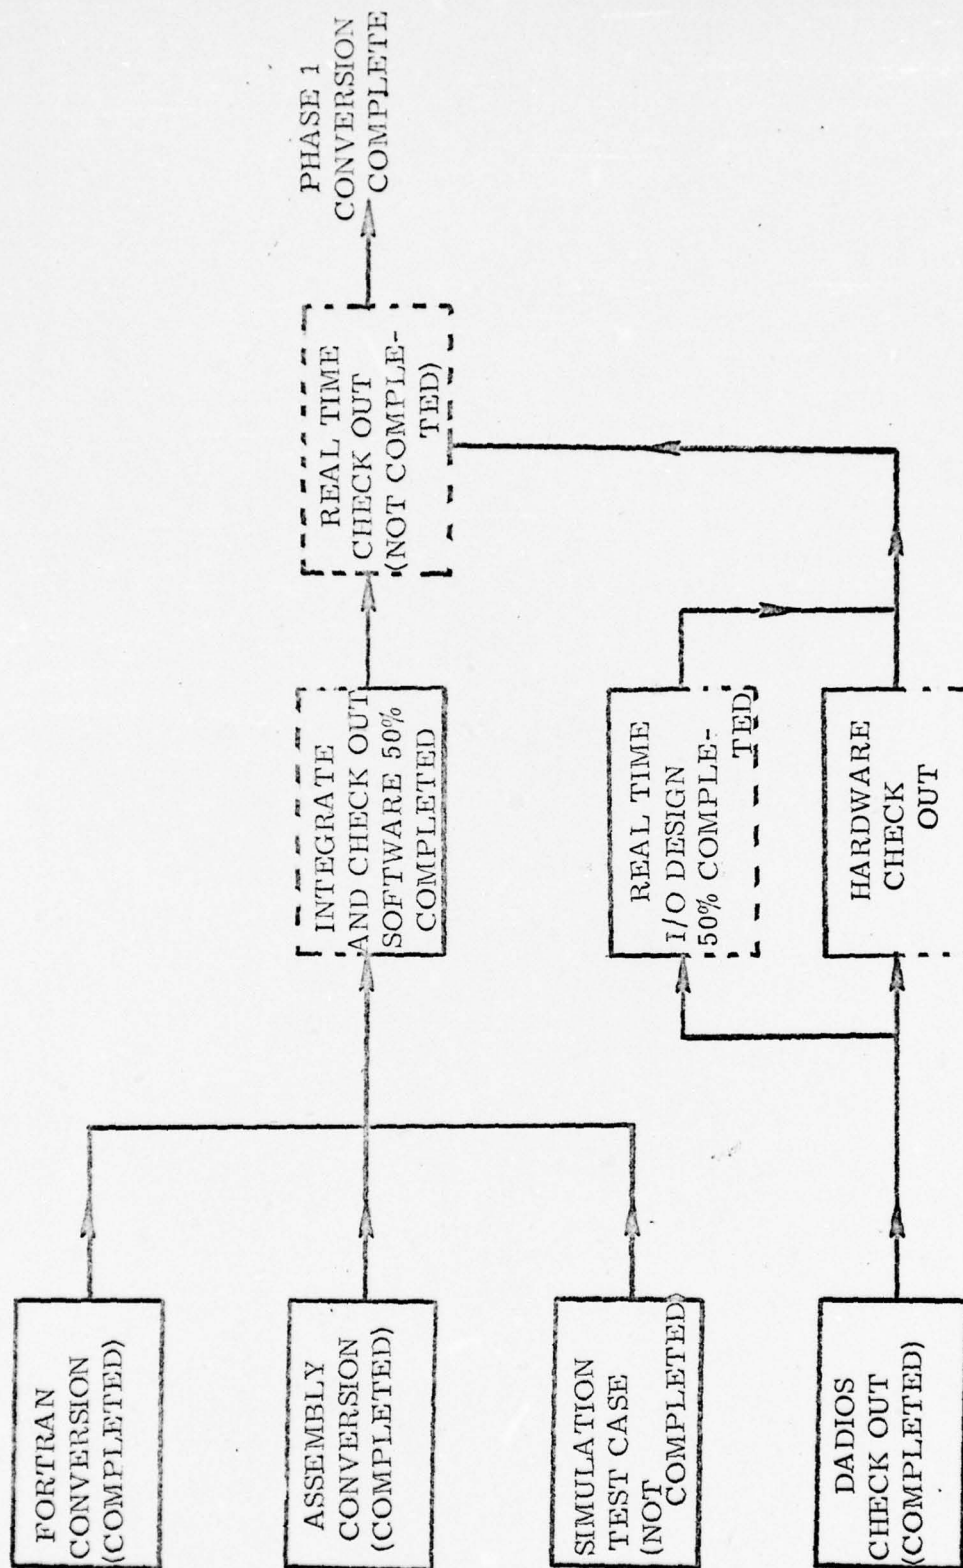 FORTRAN
CONVERSION
(COMPLETED)
ASSEMBLY
CONVERSION
(COMPLETED)
SIMULATION
TEST CASE
(NOT
COMPLETED)
DADIOS
CHECK OUT
(COMPLETED)
INTEGRATE
AND CHECK OUT
SOFTWARE 50%
COMPLETED
REAL TIME
I/O DESIGN
50% COMPLE-
TED
HARDWARE
CHECK
OUT
REAL TIME
CHECK OUT
(NOT COMPLE-
TED)
PHASE 1
CONVERSION
COMPLETE